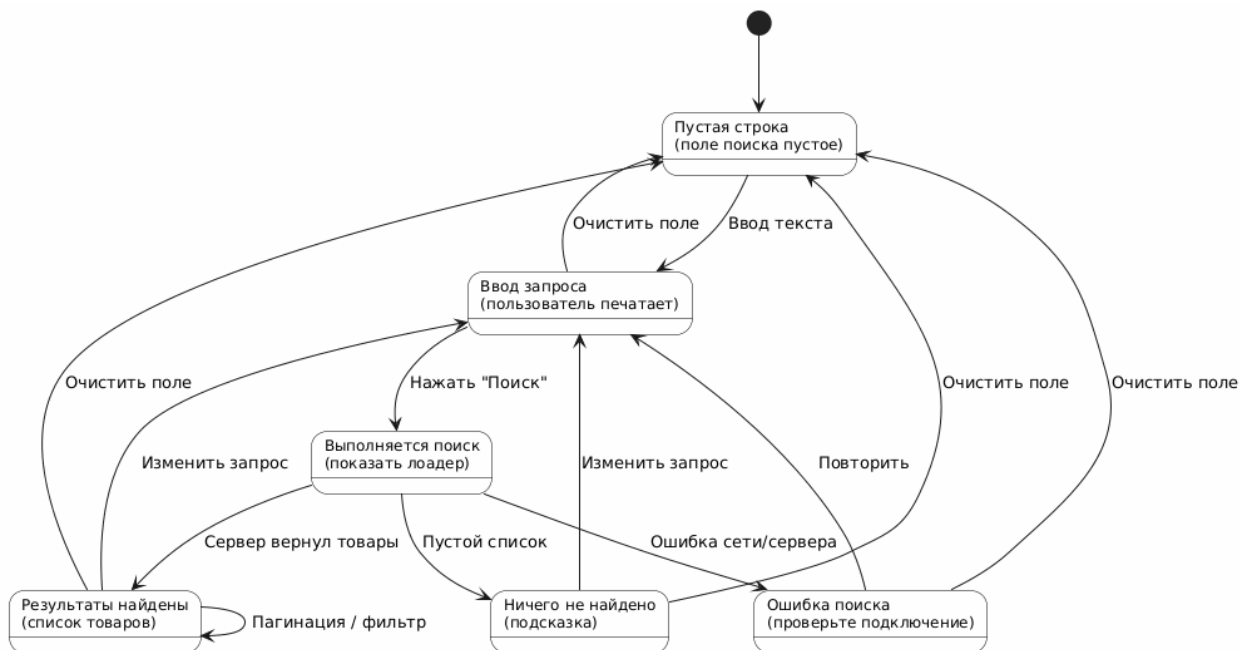 Пустая строка
(поле поиска пустое)
Очистить поле
Ввод текста
Ввод запроса
(пользователь печатает)
Очистить поле
Нажать "Поиск"
Очистить поле
Очистить поле
Выполняется поиск
(показать лоадер)
Изменить запрос
Изменить запрос
Повторить
Сервер вернул товары
Пустой список
Ошибка сети/сервера
Результаты найдены
(список товаров)
Пагинация / фильтр
Ничего не найдено
(подсказка)
Ошибка поиска
(проверьте подключение)